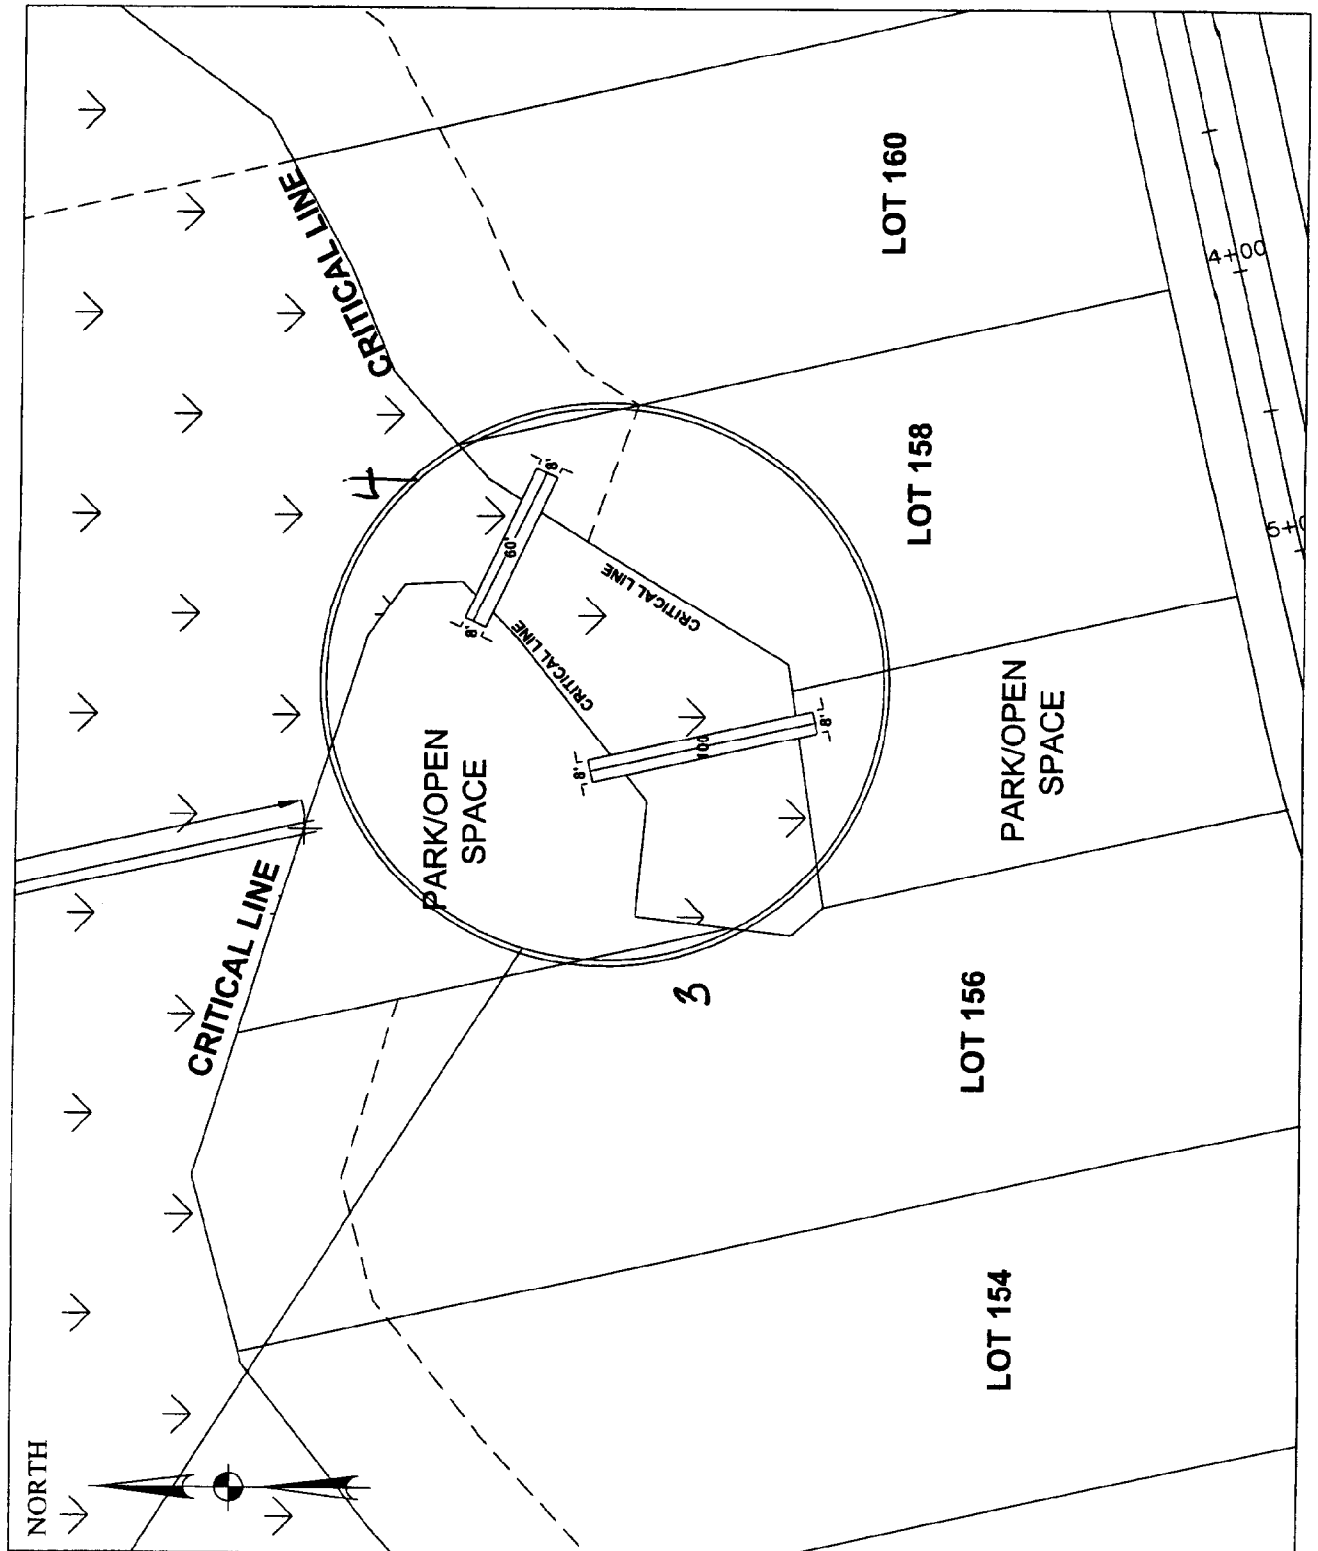 NORTH
CRITICAL LINE
CRITICAL LINE
4
3
PARK/OPEN
SPACE
CRITICAL LINE
CRITICAL LINE
8'
60'
8'
8'
100
8'
LOT 154
LOT 156
PARK/OPEN
SPACE
LOT 158
LOT 160
4+00